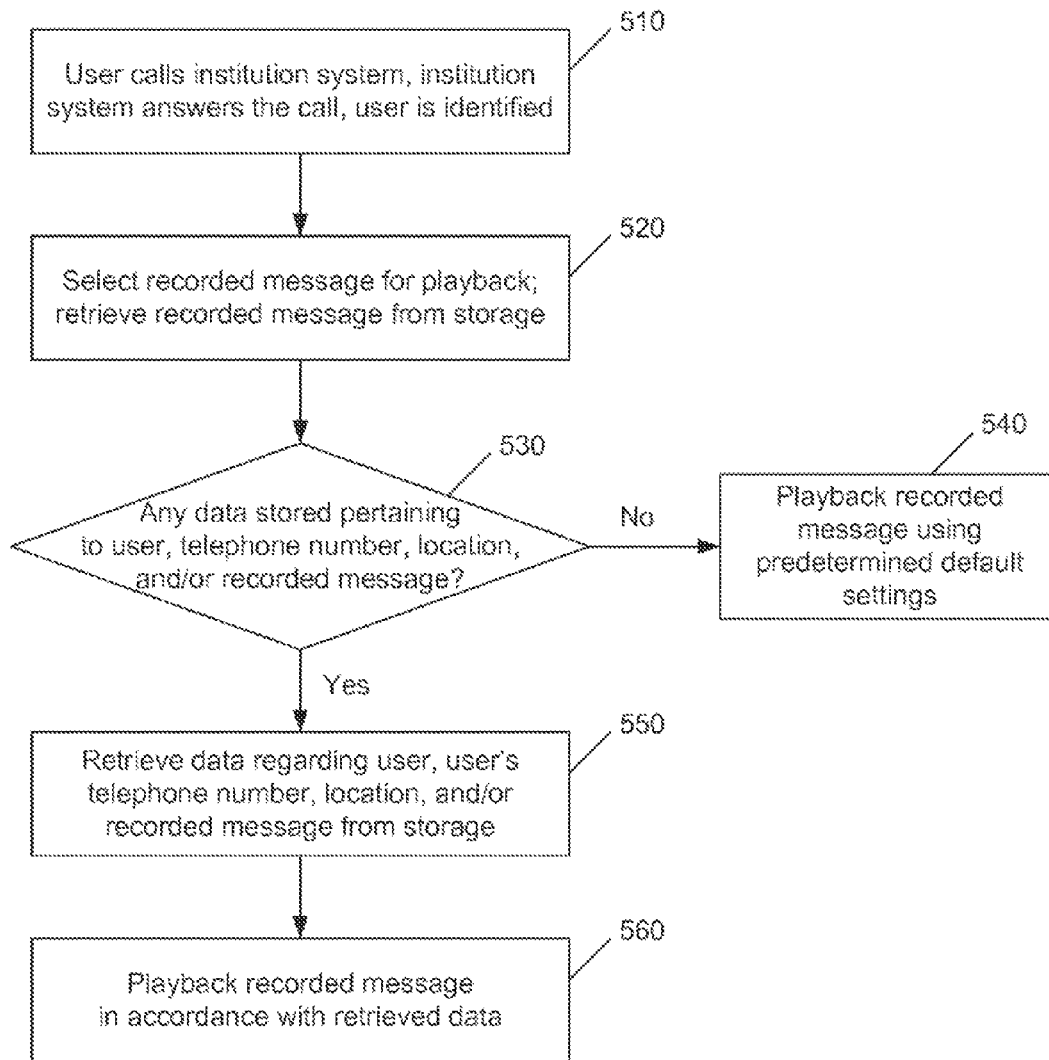 510
User calls institution system, institution
system answers the call, user is identified
520
Select recorded message for playback;
retrieve recorded message from storage
530
Any data stored pertaining
to user, telephone number, location,
and/or recorded message?
No
540
Playback recorded
message using
predetermined default
settings
Yes
550
Retrieve data regarding user, user's
telephone number, location, and/or
recorded message from storage
560
Playback recorded message
in accordance with retrieved data